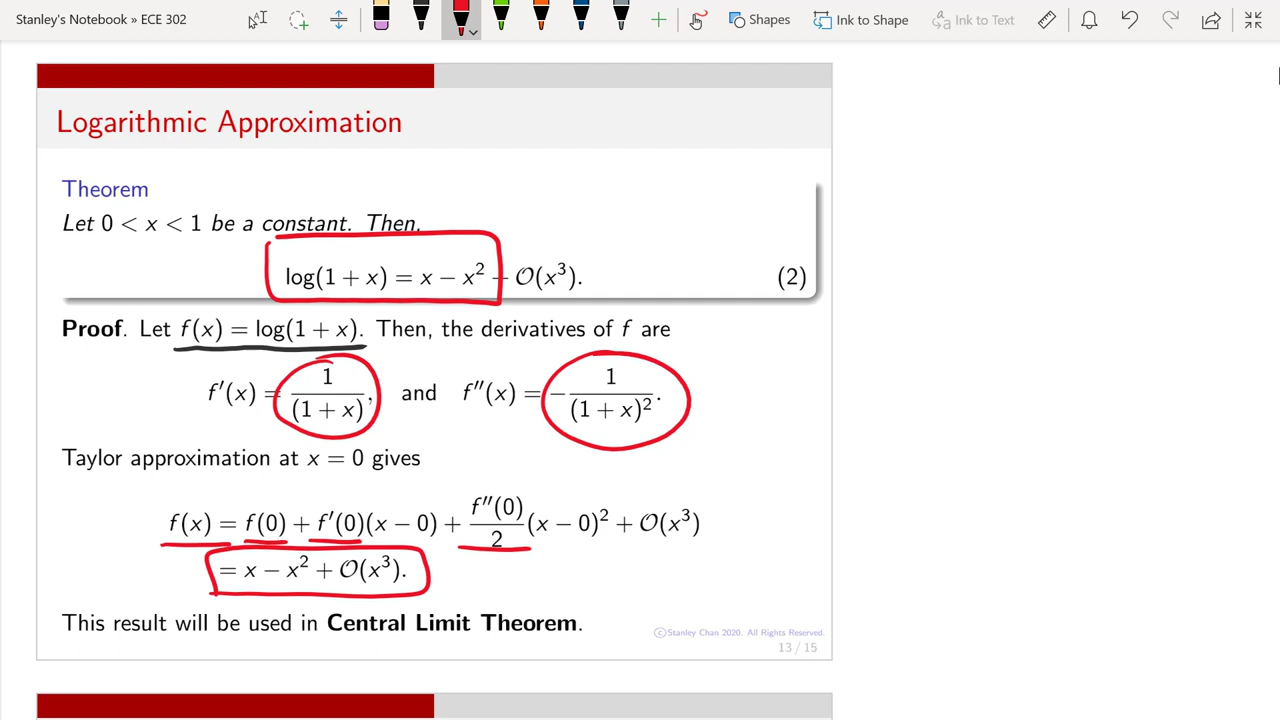 Stanley's Notebook » ECE 302
Shapes
Ink to Shape
Ink to Text
Logarithmic Approximation
Theorem
Let 0 < x < 1 be a constant. Then,
log(1 + x) = x − x² + O(x³). (2)
Proof. Let f(x) = log(1 + x). Then, the derivatives of f are
f′(x) = 1/(1 + x), and f″(x) = −1/(1 + x)².
Taylor approximation at x = 0 gives
f(x) = f(0) + f′(0)(x − 0) + f″(0)/2 (x − 0)² + O(x³)
= x − x² + O(x³).
This result will be used in Central Limit Theorem.
©Stanley Chan 2020. All Rights Reserved.
13 / 15